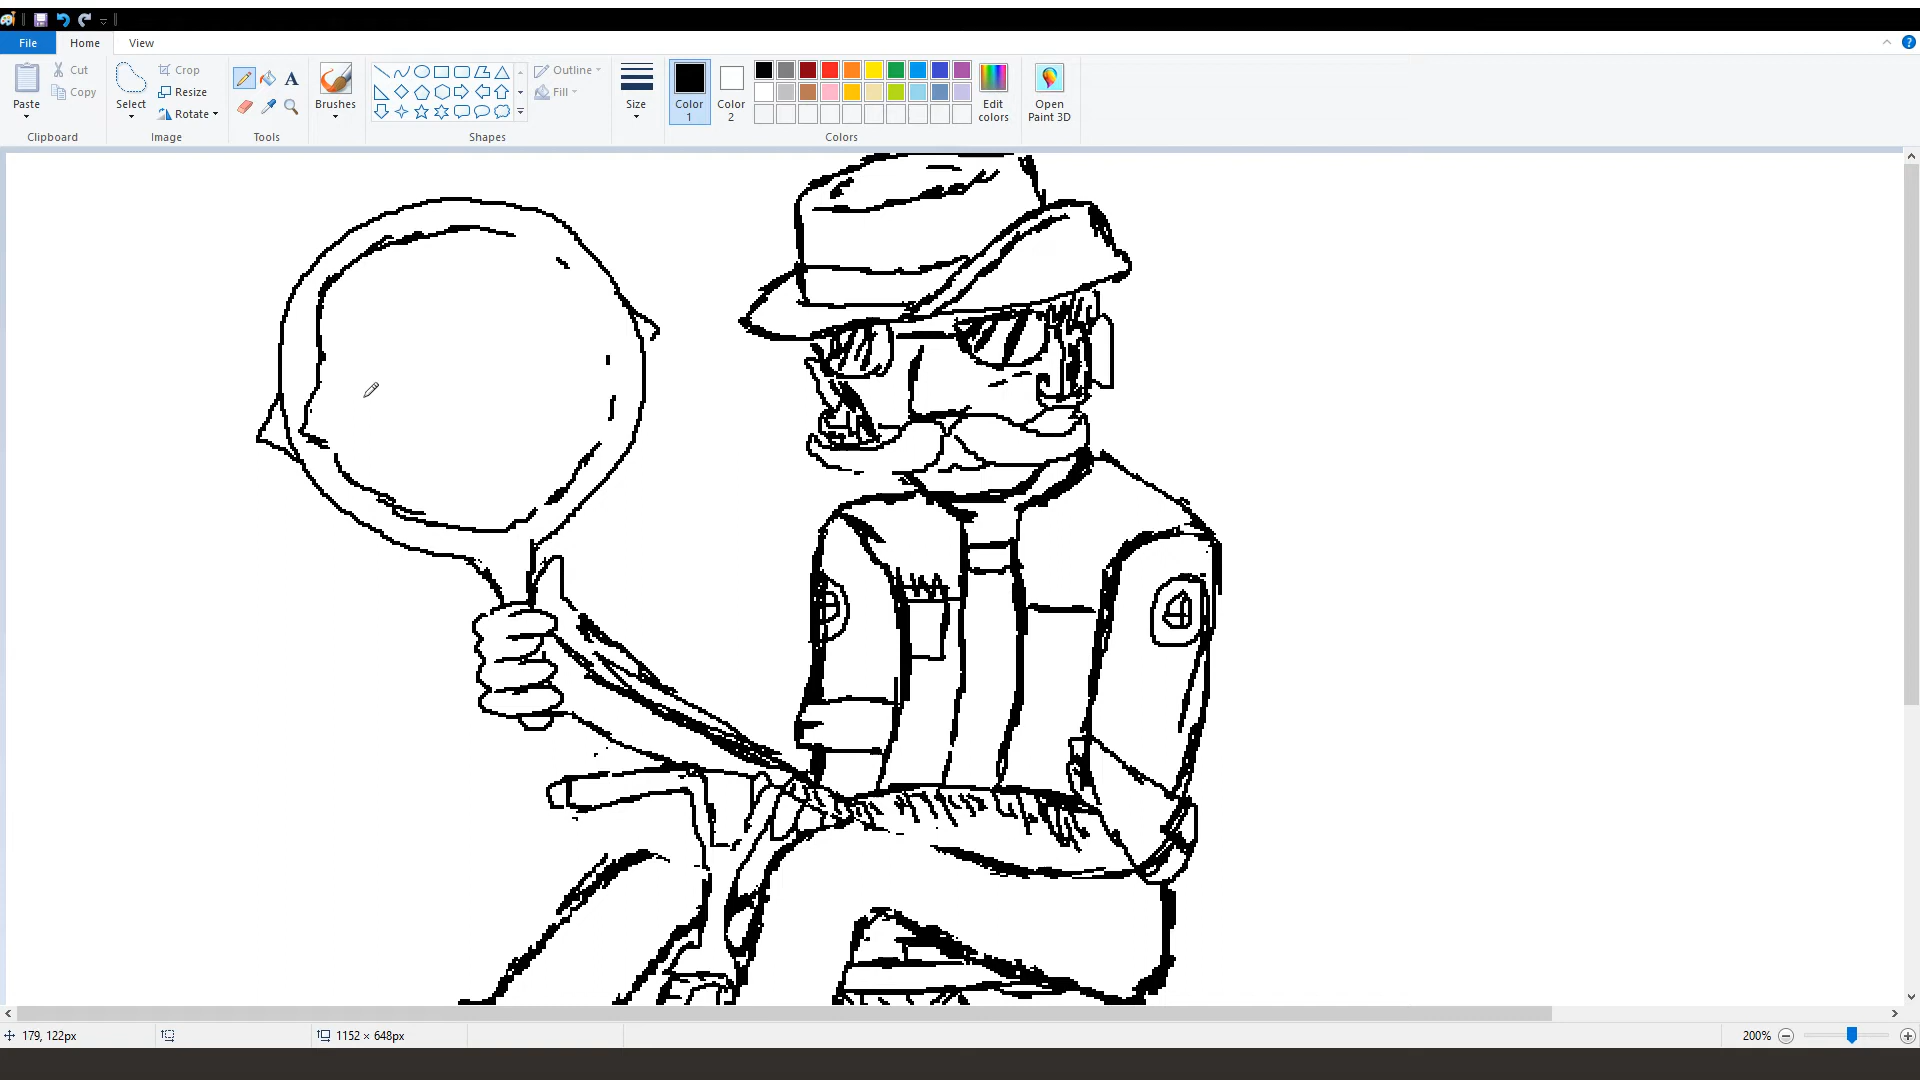 File Home View
Paste Cut Copy
Clipboard
Select Crop Resize Rotate
Image
A
Tools
Brushes
Shapes
Outline Fill
Size
Color 1
Color 2
Colors
Edit colors
Open Paint 3D
179, 122px
1152 × 648px
200%